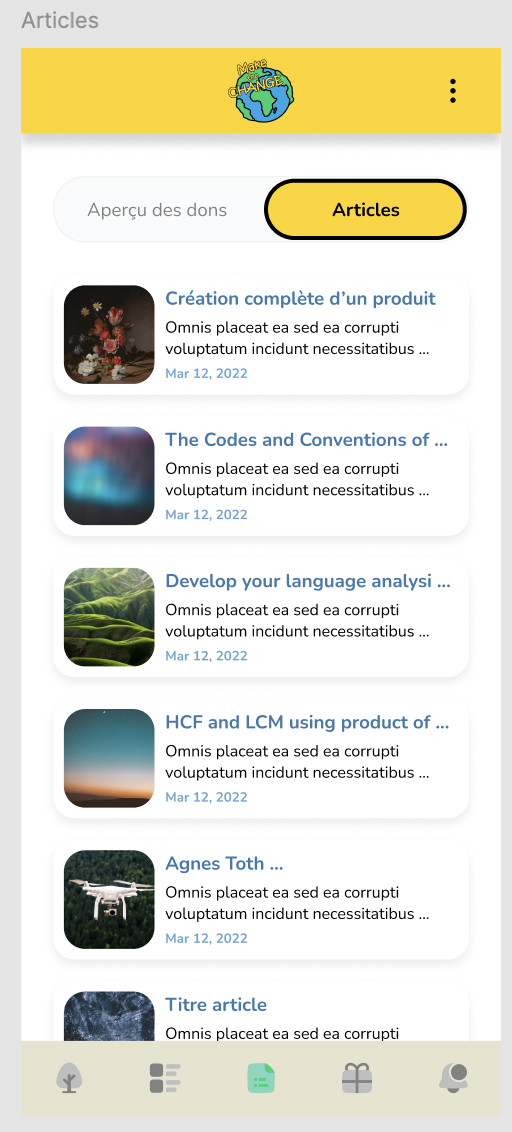 Articles
Make
CHANGE
Aperçu des dons
Articles
Création complète d’un produit
Omnis placeat ea sed ea corrupti
voluptatum incidunt necessitatibus ...
Mar 12, 2022
The Codes and Conventions of ...
Omnis placeat ea sed ea corrupti
voluptatum incidunt necessitatibus ...
Mar 12, 2022
Develop your language analysi ...
Omnis placeat ea sed ea corrupti
voluptatum incidunt necessitatibus ...
Mar 12, 2022
HCF and LCM using product of ...
Omnis placeat ea sed ea corrupti
voluptatum incidunt necessitatibus ...
Mar 12, 2022
Agnes Toth ...
Omnis placeat ea sed ea corrupti
voluptatum incidunt necessitatibus ...
Mar 12, 2022
Titre article
Omnis placeat ea sed ea corrupti